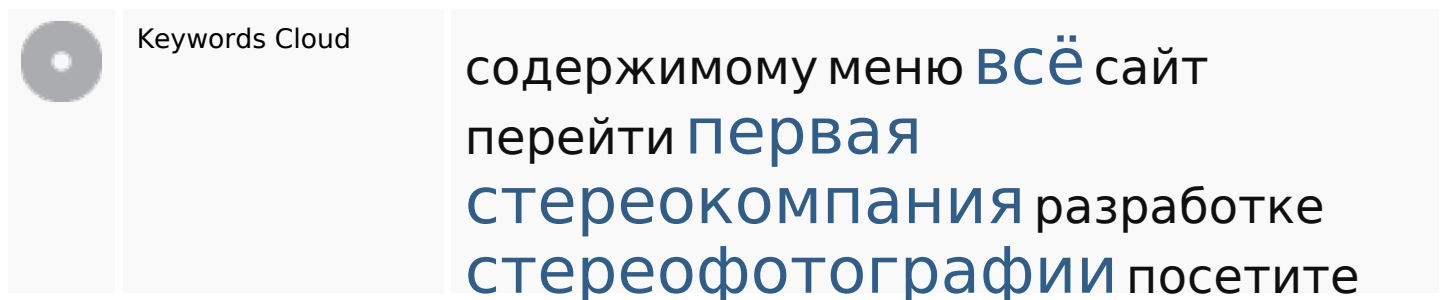 Keywords Cloud
содержимому меню всё сайт
перейти первая
стереокомпания разработке
стереофотографии посетите